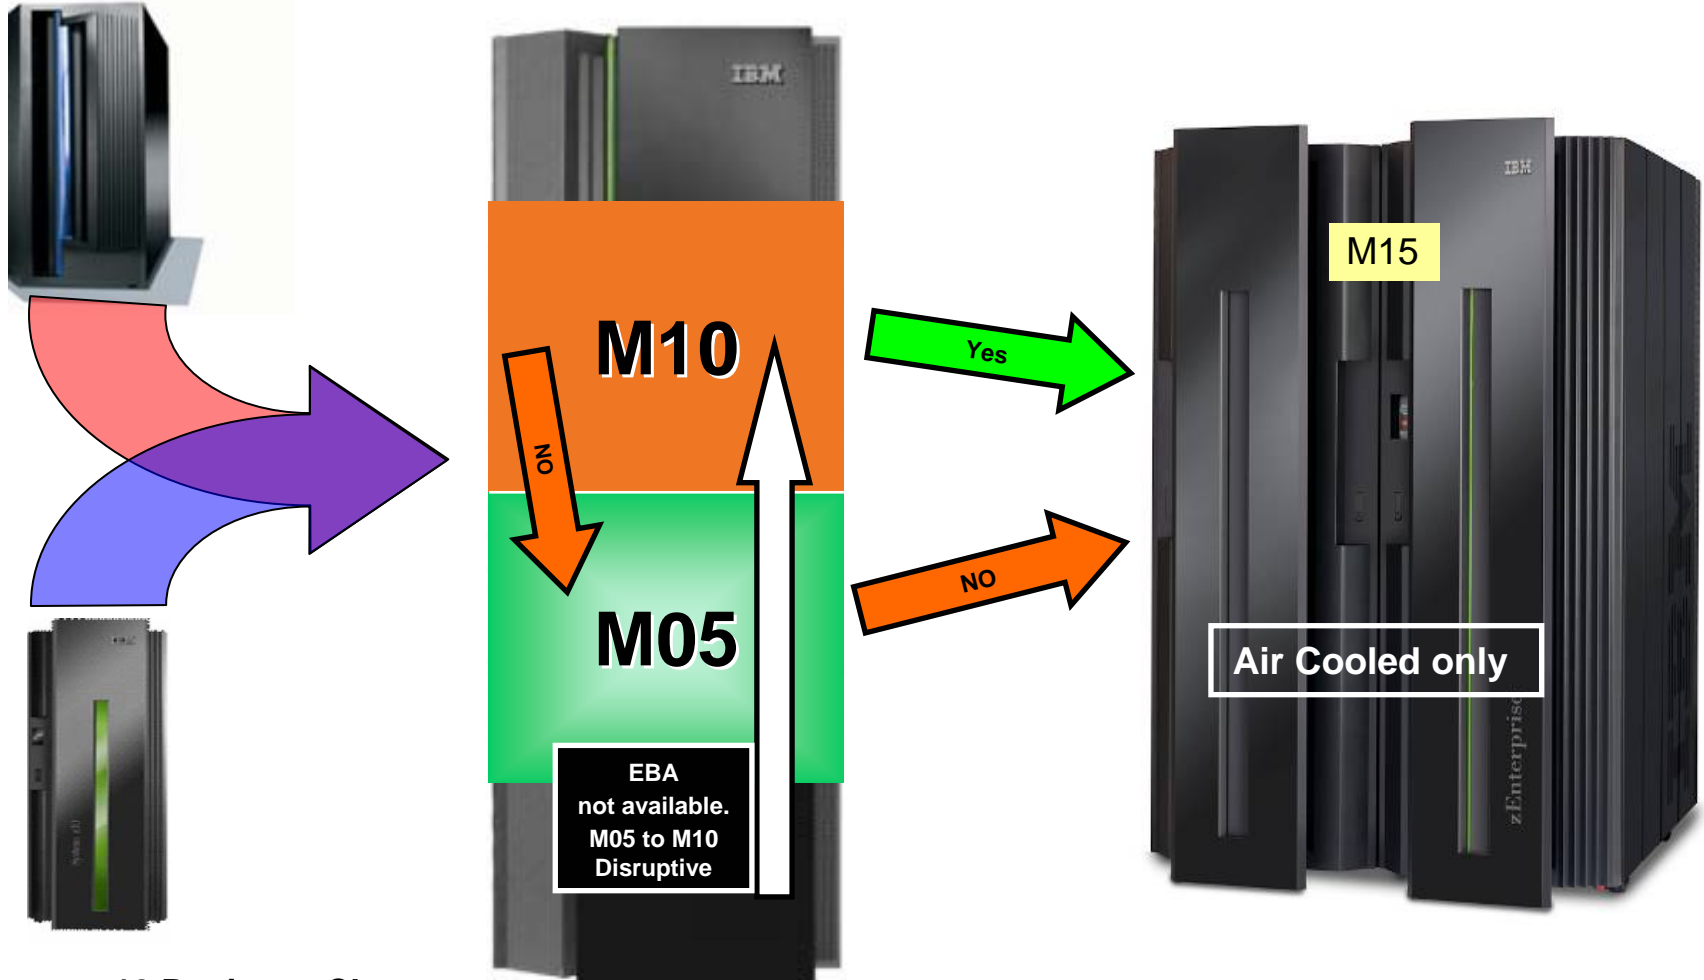 IBM
IBM
M15
M10
Yes
NO
NO
M05
Air Cooled only
zEnterprise
EBA
not available.
M05 to M10
Disruptive